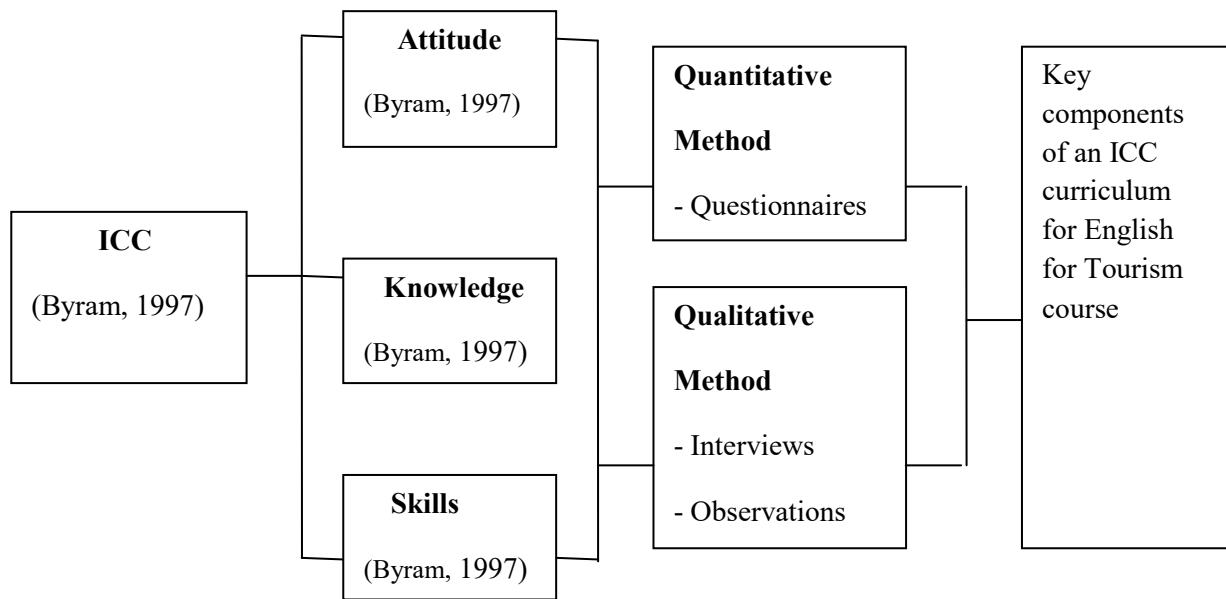 ICC
(Byram, 1997)
Attitude
(Byram, 1997)
Knowledge
(Byram, 1997)
Skills
(Byram, 1997)
Quantitative
Method
- Questionnaires
Qualitative
Method
- Interviews
- Observations
Key
components
of an ICC
curriculum
for English
for Tourism
course